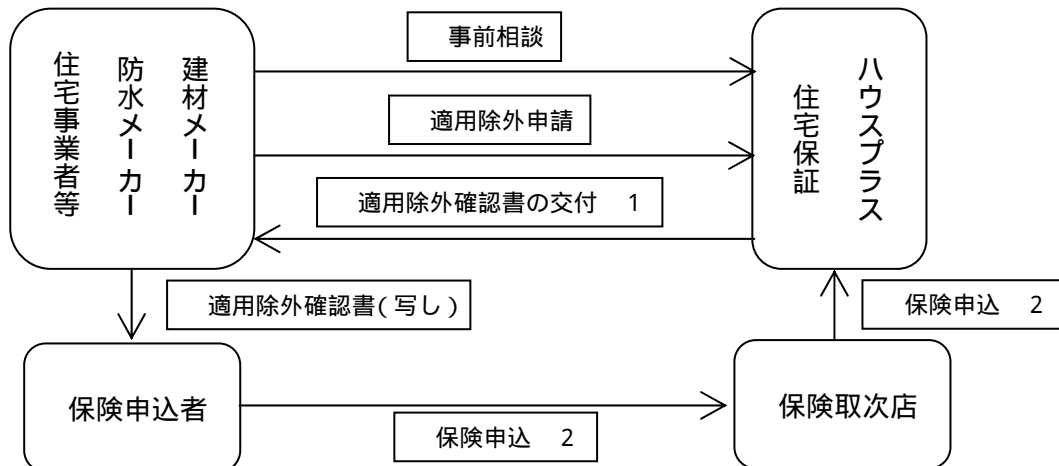 事前相談
建材メーカー
防水メーカー
住宅事業者等
ハウスプラス
住宅保証
適用除外申請
適用除外確認書の交付　1
適用除外確認書(写し)
保険申込　2
保険申込者
保険取次店
保険申込　2